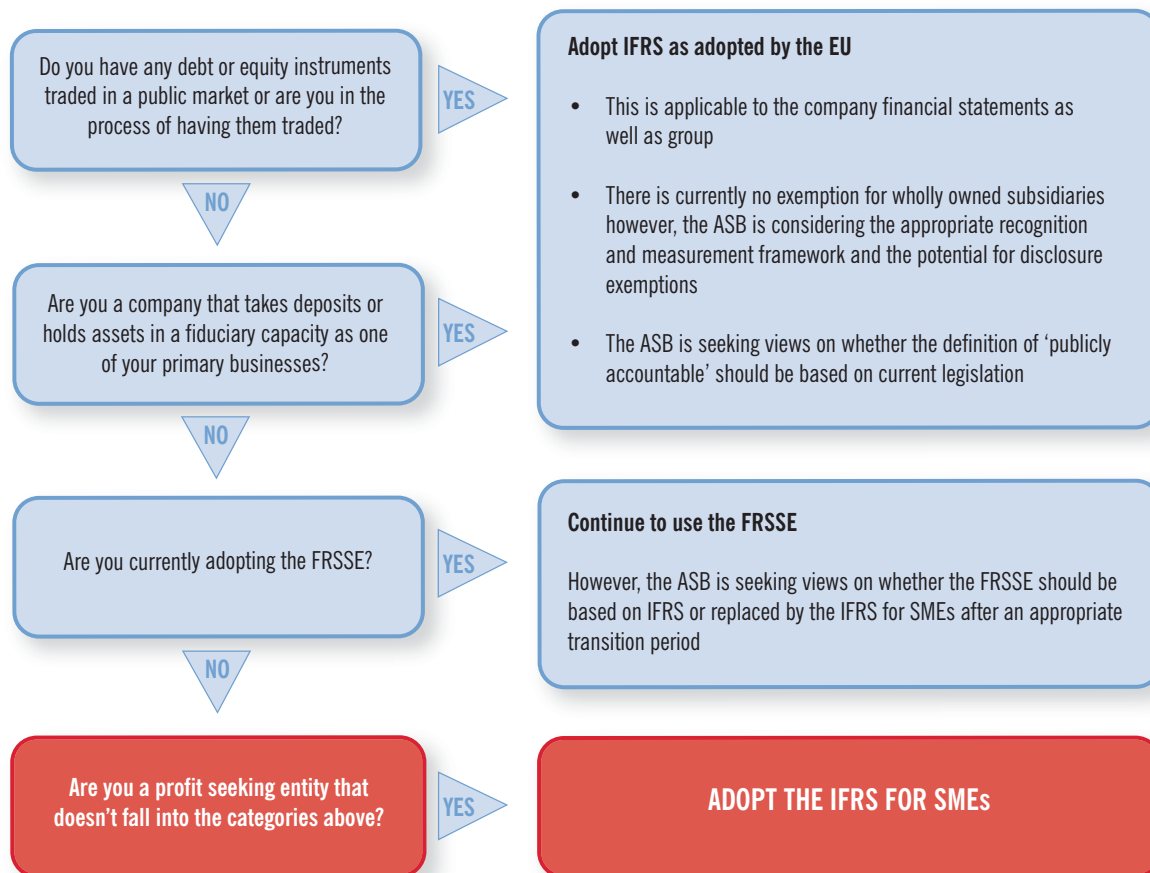 Do you have any debt or equity instruments
traded in a public market or are you in the
process of having them traded?
YES
Adopt IFRS as adopted by the EU
• This is applicable to the company financial statements as
well as group
• There is currently no exemption for wholly owned subsidiaries
however, the ASB is considering the appropriate recognition
and measurement framework and the potential for disclosure
exemptions
• The ASB is seeking views on whether the definition of ‘publicly
accountable’ should be based on current legislation
NO
Are you a company that takes deposits or
holds assets in a fiduciary capacity as one
of your primary businesses?
YES
NO
Are you currently adopting the FRSSE?
YES
Continue to use the FRSSE
However, the ASB is seeking views on whether the FRSSE should be
based on IFRS or replaced by the IFRS for SMEs after an appropriate
transition period
NO
Are you a profit seeking entity that
doesn’t fall into the categories above?
YES
ADOPT THE IFRS FOR SMEs